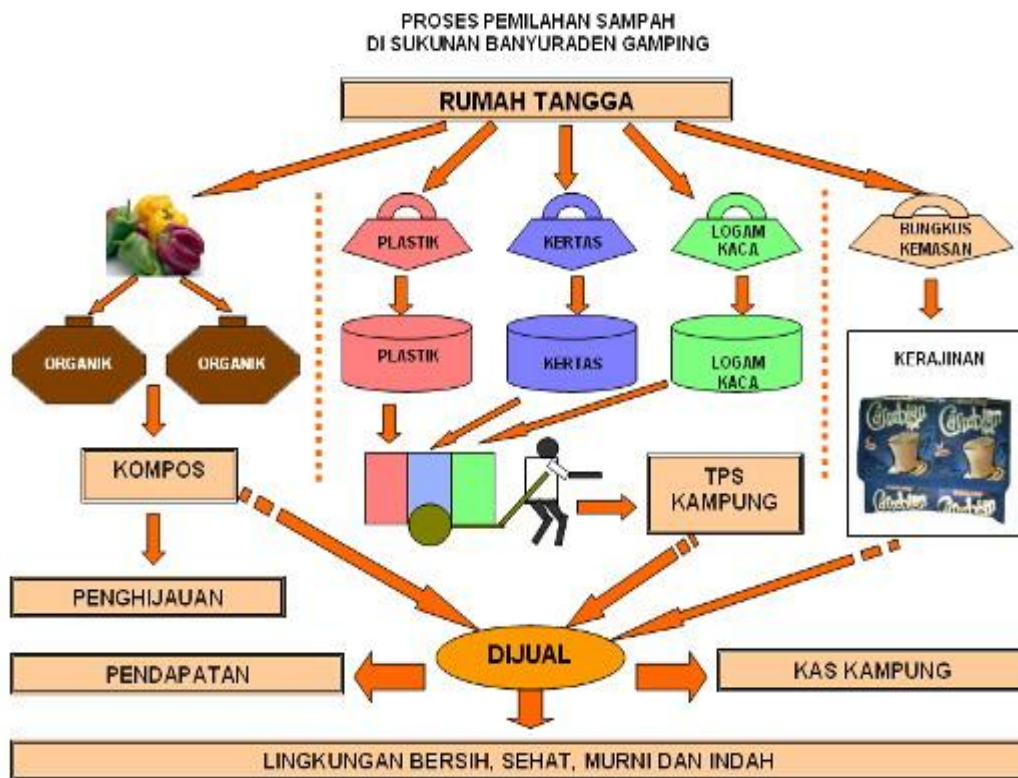 PROSES PEMILAHAN SAMPAH
DI SUKUNAN BANYURADEN GAMPING
RUMAH TANGGA
PLASTIK
KERTAS
LOGAM
KACA
BUNGKUS
KEMASAN
ORGANIK
ORGANIK
PLASTIK
KERTAS
LOGAM
KACA
KERAJINAN
KOMPOS
TPS
KAMPUNG
PENGHIJAUAN
DIJUAL
PENDAPATAN
KAS KAMPUNG
LINGKUNGAN BERSIH, SEHAT, MURNI DAN INDAH